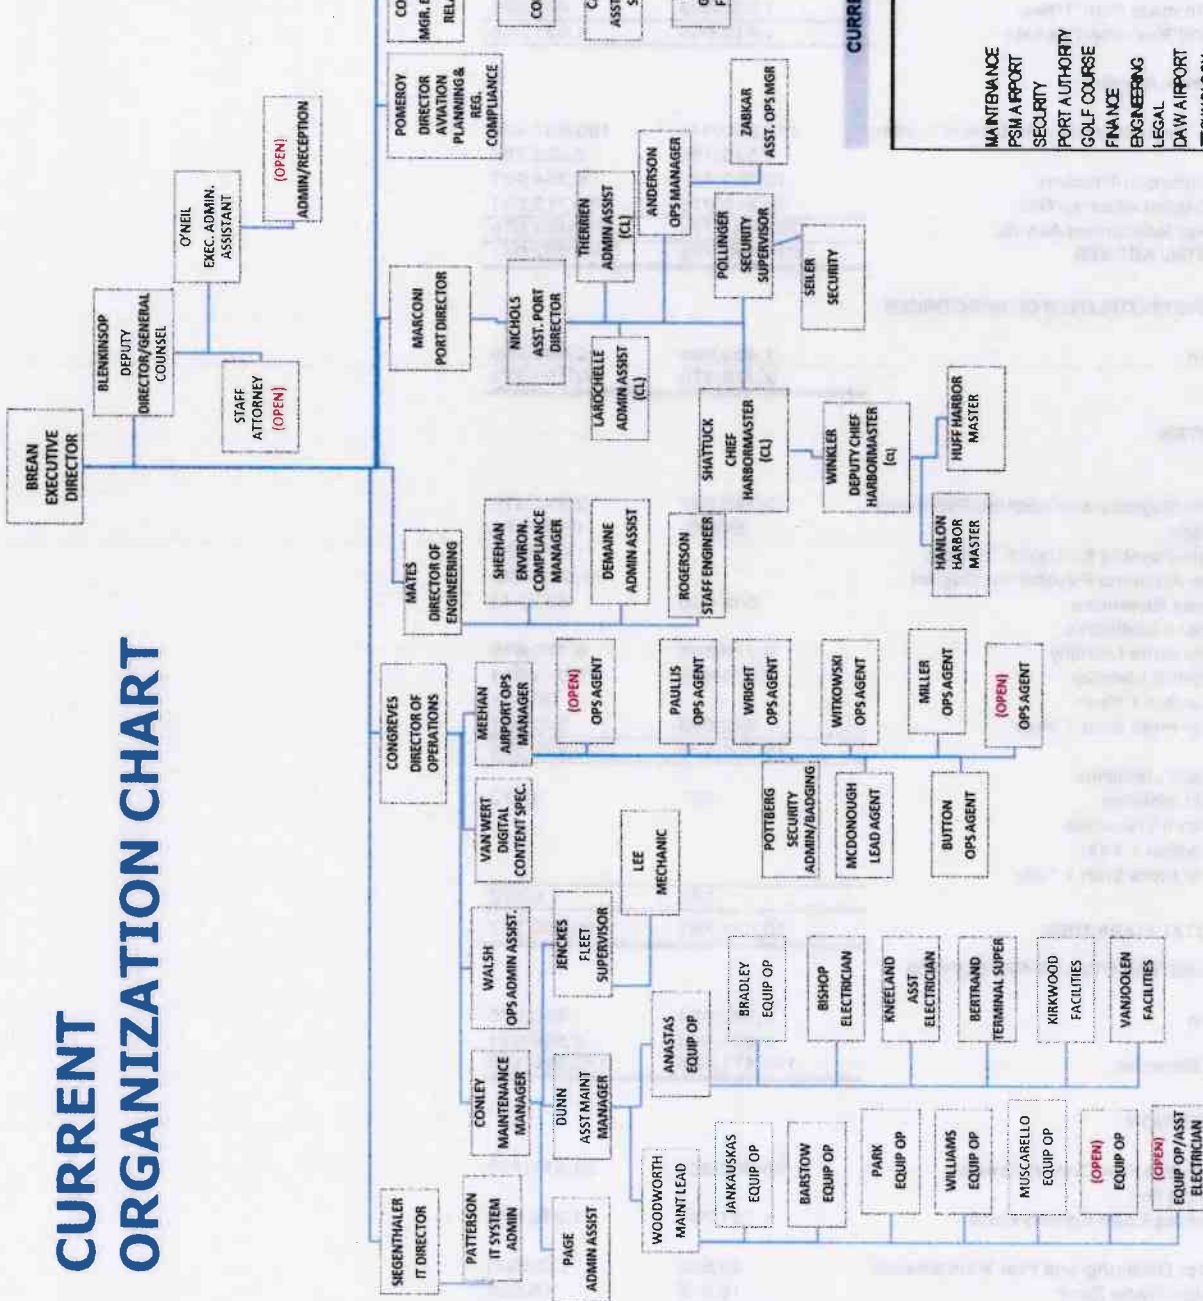 CURRENT
ORGANIZATION CHART
BREAN
EXECUTIVE
DIRECTOR
BLENKINSOP
DEPUTY
DIRECTOR/GENERAL
COUNSEL
O'NEIL
EXEC. ADMIN.
ASSISTANT
STAFF
ATTORNEY
(OPEN)
(OPEN)
ADMIN/RECEPTION
SIEGENTHALER
IT DIRECTOR
PATTERSON
IT SYSTEM
ADMIN
CONGREVES
DIRECTOR OF
OPERATIONS
CONLEY
MAINTENANCE
MANAGER
WALSH
OPS ADMIN ASSIST.
VAN WERT
DIGITAL
CONTENT SPEC.
MEEHAN
AIRPORT OPS
MANAGER
PAGE
ADMIN ASSIST
DUNN
ASST MAINT
MANAGER
JENCKES
FLEET
SUPERVISOR
LEE
MECHANIC
WOODWORTH
MAINT LEAD
JANKAUSKAS
EQUIP OP
BARSTOW
EQUIP OP
PARK
EQUIP OP
WILLIAMS
EQUIP OP
MUSCARELLO
EQUIP OP
(OPEN)
EQUIP OP
(OPEN)
EQUIP OP/ASST
ELECTRICIAN
ANASTAS
EQUIP OP
BRADLEY
EQUIP OP
BISHOP
ELECTRICIAN
KNEELAND
ASST
ELECTRICIAN
BERTRAND
TERMINAL SUPER
KIRKWOOD
FACILITIES
VANJOOLEN
FACILITIES
(OPEN)
OPS AGENT
PAULLIS
OPS AGENT
WRIGHT
OPS AGENT
WITKOWSKI
OPS AGENT
MILLER
OPS AGENT
(OPEN)
OPS AGENT
POTTBERG
SECURITY
ADMIN/BADGING
MCDONOUGH
LEAD AGENT
BUTTON
OPS AGENT
MATES
DIRECTOR OF
ENGINEERING
SHEEHAN
ENVIRON.
COMPLIANCE
MANAGER
DEMAINE
ADMIN ASSIST
ROGERSON
STAFF ENGINEER
MARCONI
PORT DIRECTOR
NICHOLS
ASST. PORT
DIRECTOR
LAROCHELLE
ADMIN ASSIST
(CL)
THERRIEN
ADMIN ASSIST
(CL)
ANDERSON
OPS MANAGER
ZABKAR
ASST. OPS MGR
SHATTUCK
CHIEF
HARBORMASTER
(CL)
POLLINGER
SECURITY
SUPERVISOR
SEILER
SECURITY
WINKLER
DEPUTY CHIEF
HARBORMASTER
(CL)
HANLON
HARBOR
MASTER
HUFF HARBOR
MASTER
POMEROY
DIRECTOR
AVIATION
PLANNING &
REG.
COMPLIANCE
MAINTENANCE
PSM AIRPORT
SECURITY
PORT AUTHORITY
GOLF COURSE
FINANCE
ENGINEERING
LEGAL
DAW AIRPORT